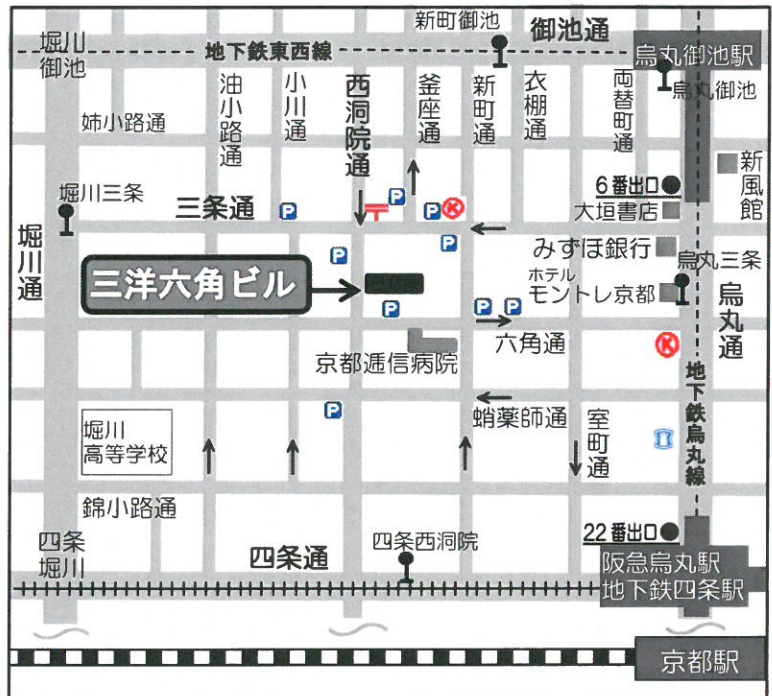 新町御池
御池通
堀川
御池
地下鉄東西線
烏丸御池駅
烏丸御池
姉小路通
油小路通
小川通
西洞院通
釜座通
新町通
衣棚通
両替町通
新風館
6番出口
堀川三条
三条通
P
〒
P
P
K
大垣書店
堀川通
P
P
みずほ銀行
烏丸三条
三洋六角ビル
ホテル
モントレ京都
烏丸通
P
P
P
六角通
K
京都逓信病院
地下鉄烏丸線
P
蛸薬師通
堀川
高等学校
室町通
錦小路通
22番出口
四条
堀川
四条通
四条西洞院
阪急烏丸駅
地下鉄四条駅
京都駅